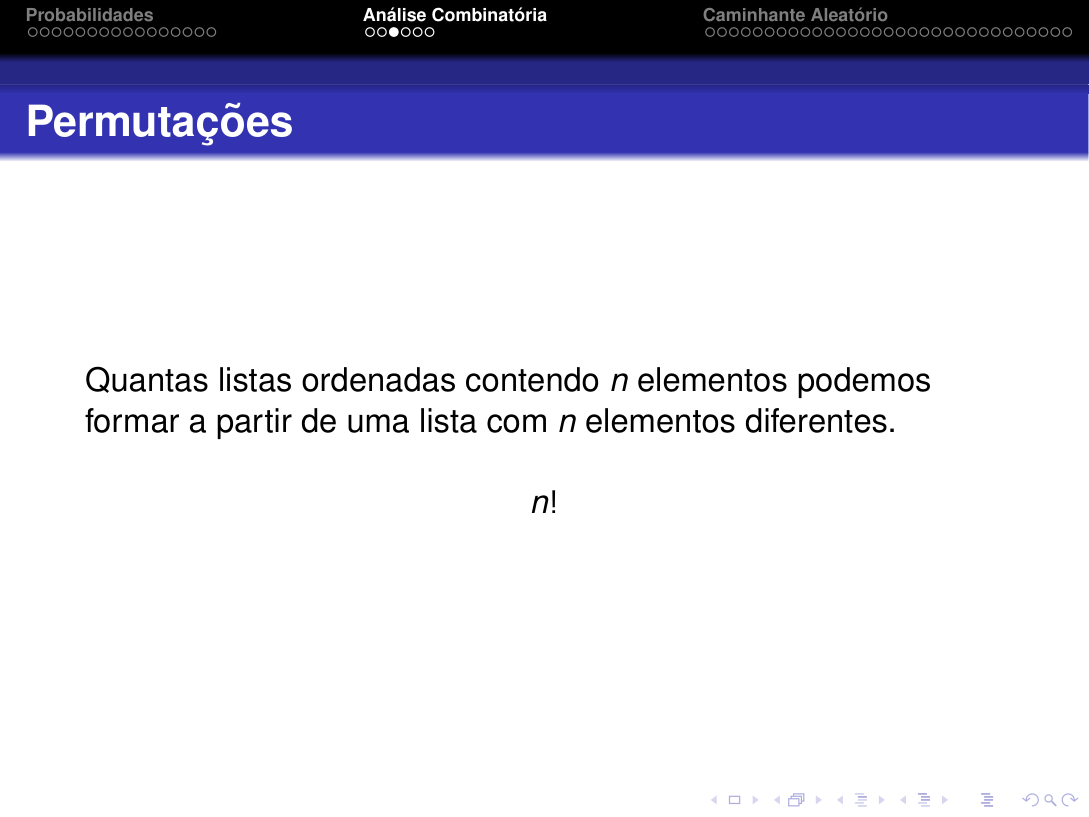 Probabilidades
Análise Combinatória
Caminhante Aleatório
Permutações
Quantas listas ordenadas contendo n elementos podemos
formar a partir de uma lista com n elementos diferentes.
n!